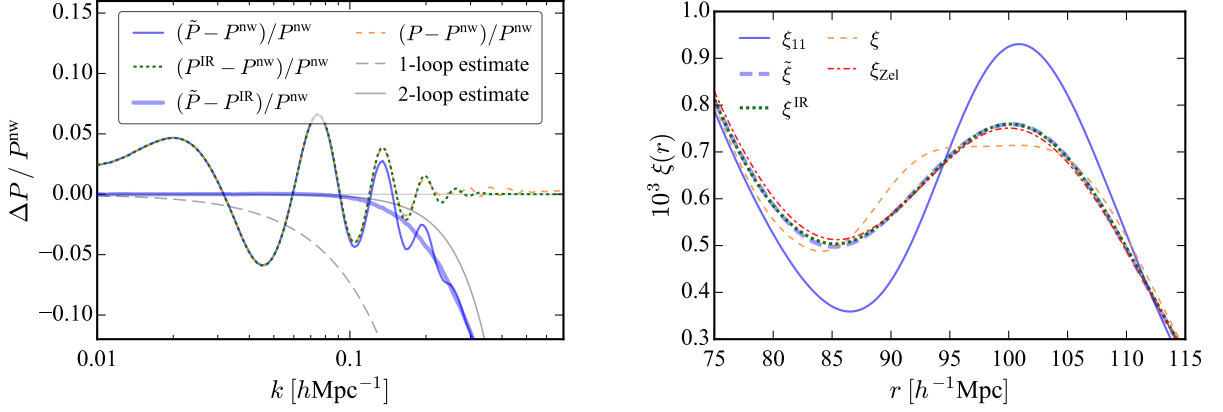 0.15
0.10
0.05
0.00
−0.05
−0.10
ΔP / P^nw
(P̃ − P^nw)/P^nw
(P^IR − P^nw)/P^nw
(P̃ − P^IR)/P^nw
(P − P^nw)/P^nw
1-loop estimate
2-loop estimate
0.01
0.1
k [hMpc⁻¹]
1.0
0.9
0.8
0.7
0.6
0.5
0.4
0.3
10³ ξ(r)
ξ₁₁
ξ̃
ξ^IR
ξ
ξ_Zel
75 80 85 90 95 100 105 110 115
r [h⁻¹Mpc]